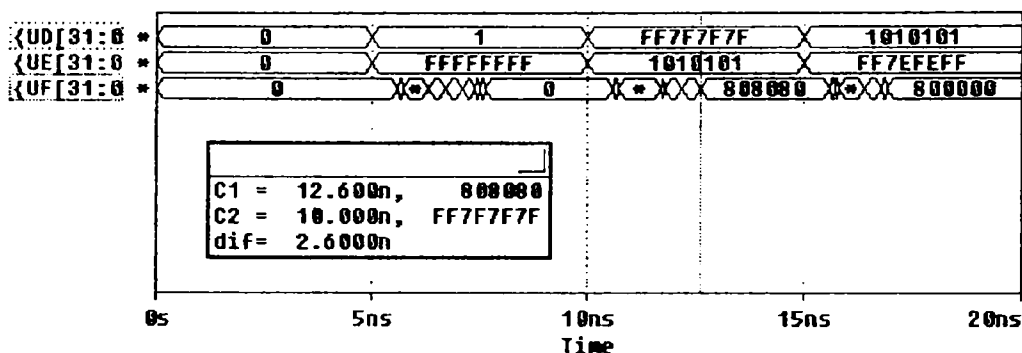 {UD[31:0 * 0 1 FF7F7F7F 1010101
{UE[31:0 * 0 FFFFFFFF 1010101 FF7EFEFF
{UF[31:0 * 0 * 0 * 808080 * 800000
C1 = 12.600n, 808080
C2 = 10.000n, FF7F7F7F
dif= 2.6000n
0s 5ns 10ns 15ns 20ns
Time